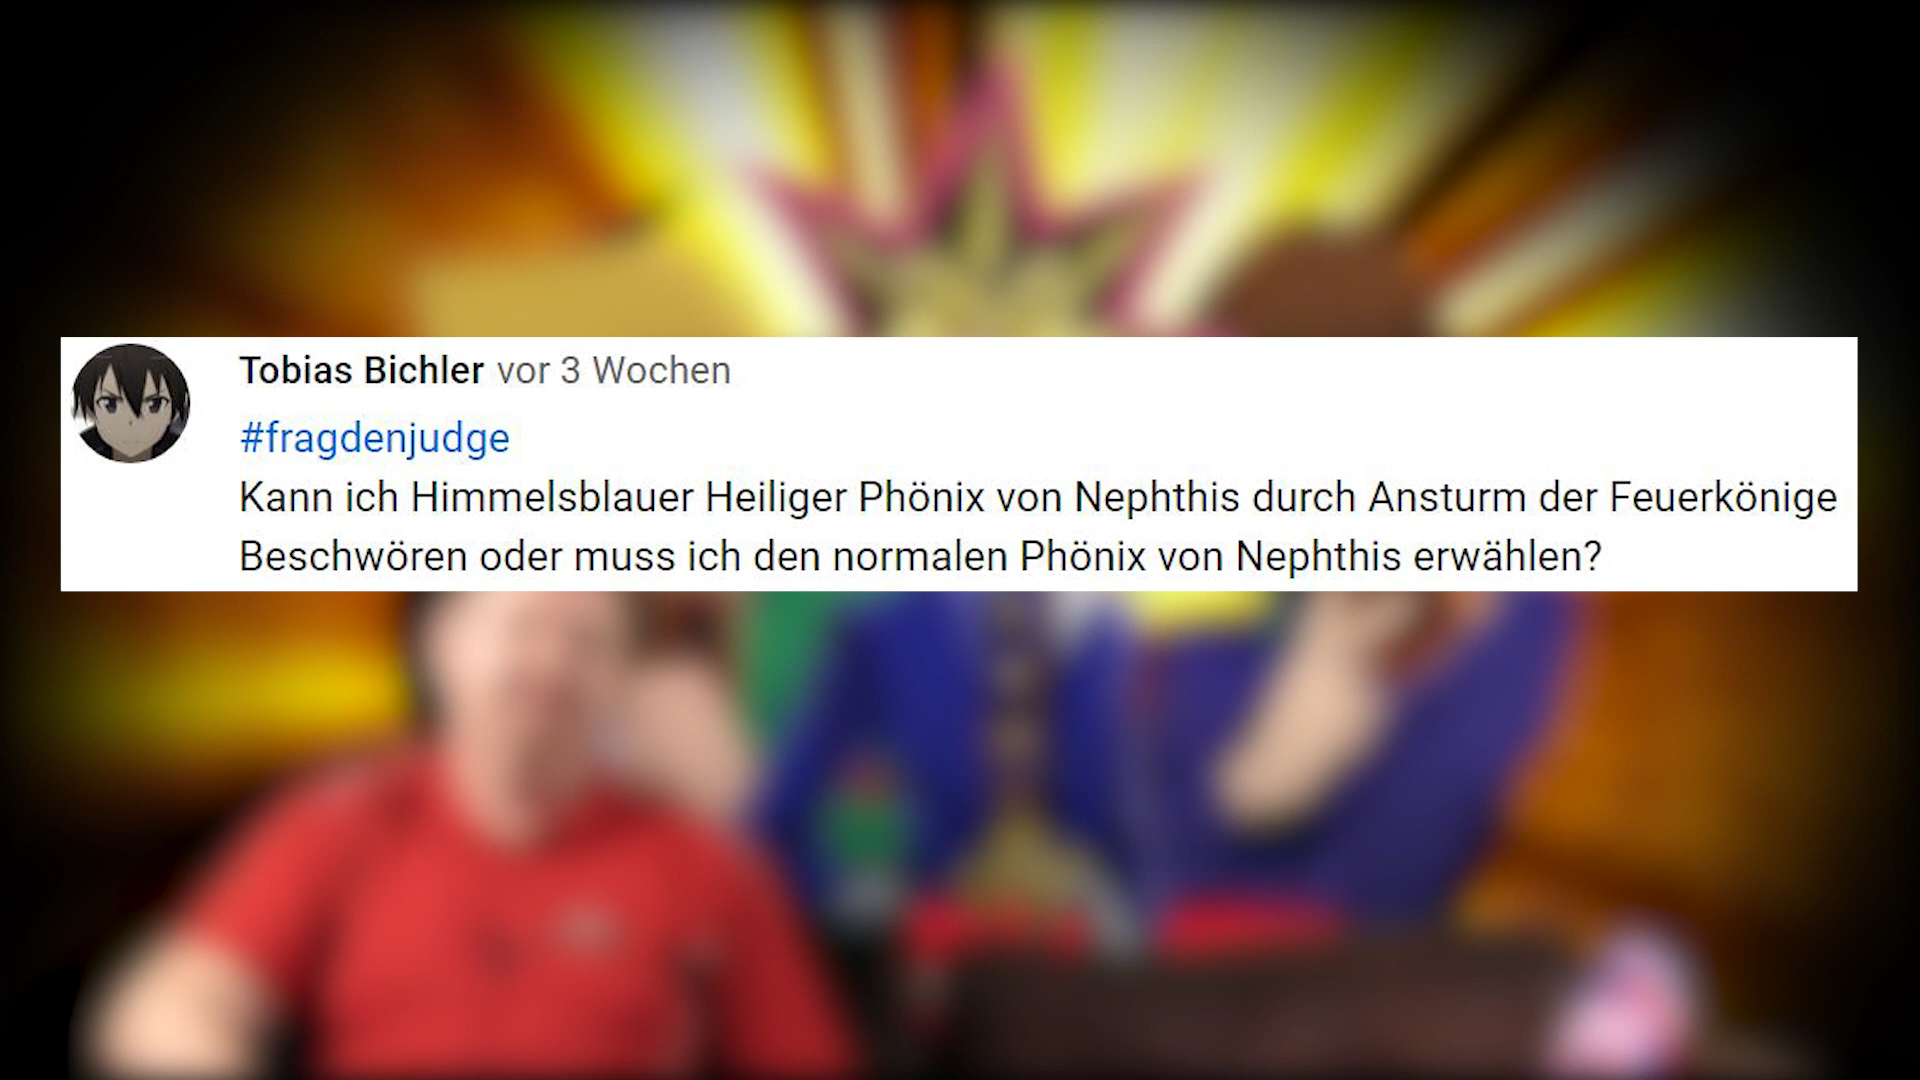 Tobias Bichler vor 3 Wochen
#fragdenjudge
Kann ich Himmelsblauer Heiliger Phönix von Nephthis durch Ansturm der Feuerkönige
Beschwören oder muss ich den normalen Phönix von Nephthis erwählen?